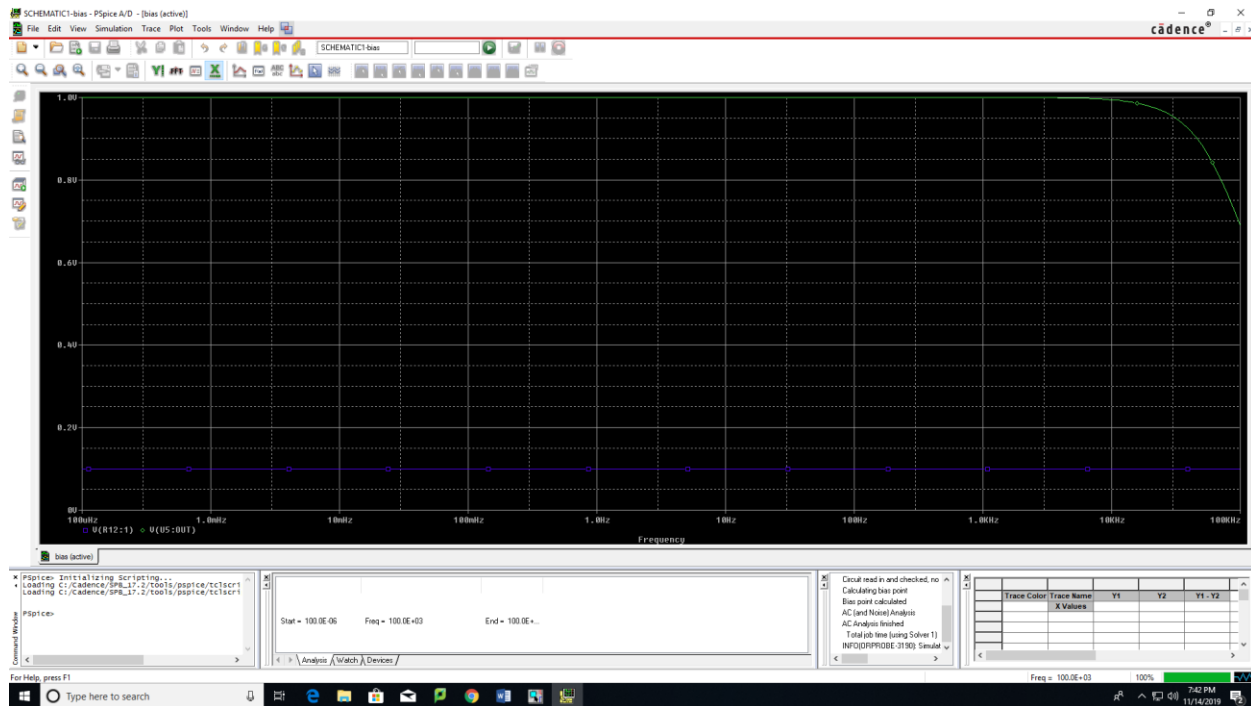 SCHEMATIC1-bias - PSpice A/D - [bias (active)]
File Edit View Simulation Trace Plot Tools Window Help
cādence®
SCHEMATIC1-bias
1.0V
0.8V
0.6V
0.4V
0.2V
0V
100uHz 1.0mHz 10mHz 100mHz 1.0Hz 10Hz 100Hz 1.0KHz 10KHz 100KHz
V(R12:1) V(U5:OUT)
Frequency
bias (active)
PSpice> Initializing Scripting...
Loading C:/Cadence/SPB_17.2/tools/pspice/tclscri
Loading C:/Cadence/SPB_17.2/tools/pspice/tclscri
PSpice>
Command Window
Start = 100.0E-06 Freq = 100.0E+03 End = 100.0E+...
Analysis Watch Devices
Circuit read in and checked, no
Calculating bias point
Bias point calculated
AC (and Noise) Analysis
AC Analysis finished
Total job time (using Solver 1)
INFO(ORPROBE-3190): Simulat
Trace Color Trace Name Y1 Y2 Y1 - Y2
X Values
For Help, press F1
Freq = 100.0E+03 100%
Type here to search
7:42 PM
11/14/2019